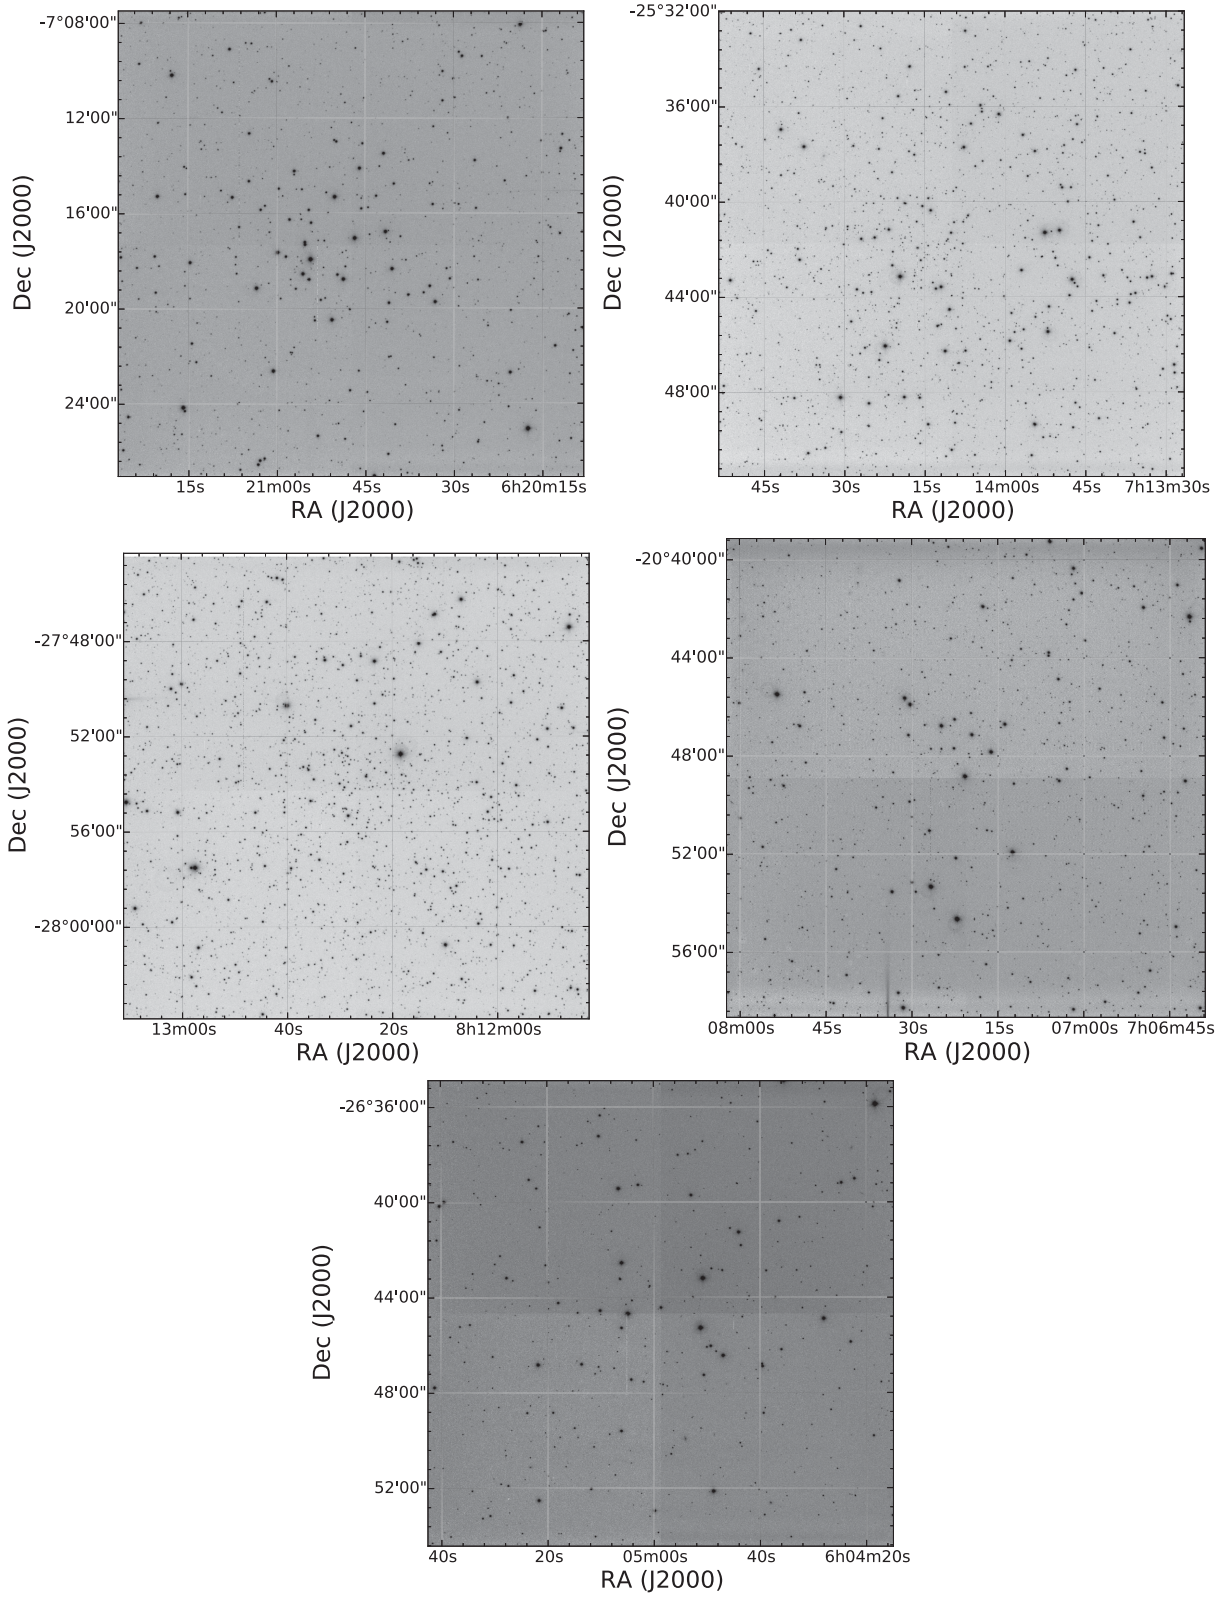 -7°08'00"
12'00"
16'00"
20'00"
24'00"
Dec (J2000)
15s 21m00s 45s 30s 6h20m15s
RA (J2000)
-25°32'00"
36'00"
40'00"
44'00"
48'00"
Dec (J2000)
45s 30s 15s 14m00s 45s 7h13m30s
RA (J2000)
-27°48'00"
52'00"
56'00"
-28°00'00"
Dec (J2000)
13m00s 40s 20s 8h12m00s
RA (J2000)
-20°40'00"
44'00"
48'00"
52'00"
56'00"
Dec (J2000)
08m00s 45s 30s 15s 07m00s 7h06m45s
RA (J2000)
-26°36'00"
40'00"
44'00"
48'00"
52'00"
Dec (J2000)
40s 20s 05m00s 40s 6h04m20s
RA (J2000)